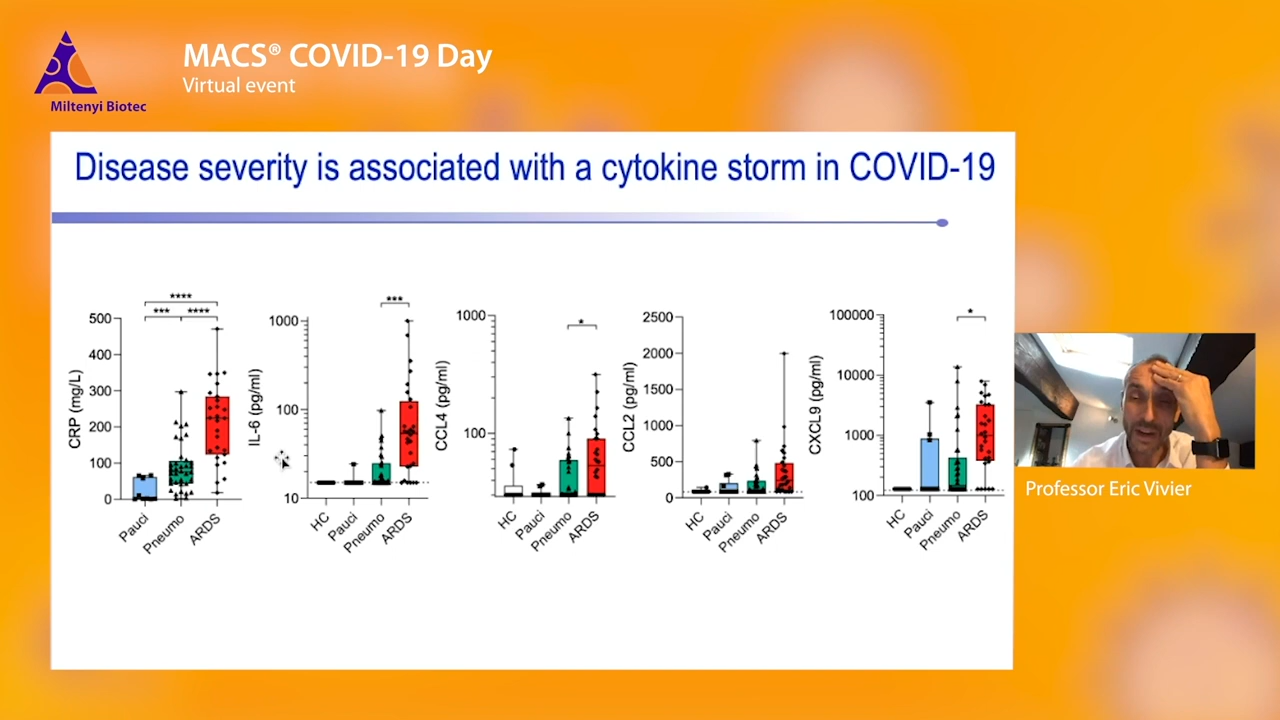 MACS® COVID-19 Day
Virtual event
Miltenyi Biotec
Disease severity is associated with a cytokine storm in COVID-19
****
*** ****
CRP (mg/L)
500
400
300
200
100
0
Pauci
Pneumo
ARDS
***
IL-6 (pg/ml)
1000
100
10
HC
Pauci
Pneumo
ARDS
*
CCL4 (pg/ml)
1000
100
HC
Pauci
Pneumo
ARDS
CCL2 (pg/ml)
2500
2000
1500
1000
500
0
HC
Pauci
Pneumo
ARDS
*
CXCL9 (pg/ml)
100000
10000
1000
100
HC
Pauci
Pneumo
ARDS
Professor Eric Vivier